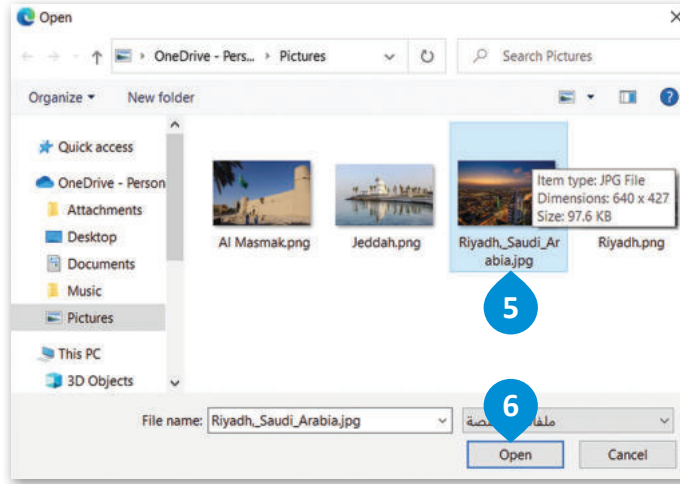 Open
OneDrive - Pers... › Pictures
Search Pictures
Organize
New folder
Quick access
OneDrive - Person
Attachments
Desktop
Documents
Music
Pictures
This PC
3D Objects
Al Masmak.png
Jeddah.png
Riyadh,_Saudi_Ar
abia.jpg
Riyadh.png
Item type: JPG File
Dimensions: 640 x 427
Size: 97.6 KB
5
File name:
Riyadh,_Saudi_Arabia.jpg
6
Open
Cancel